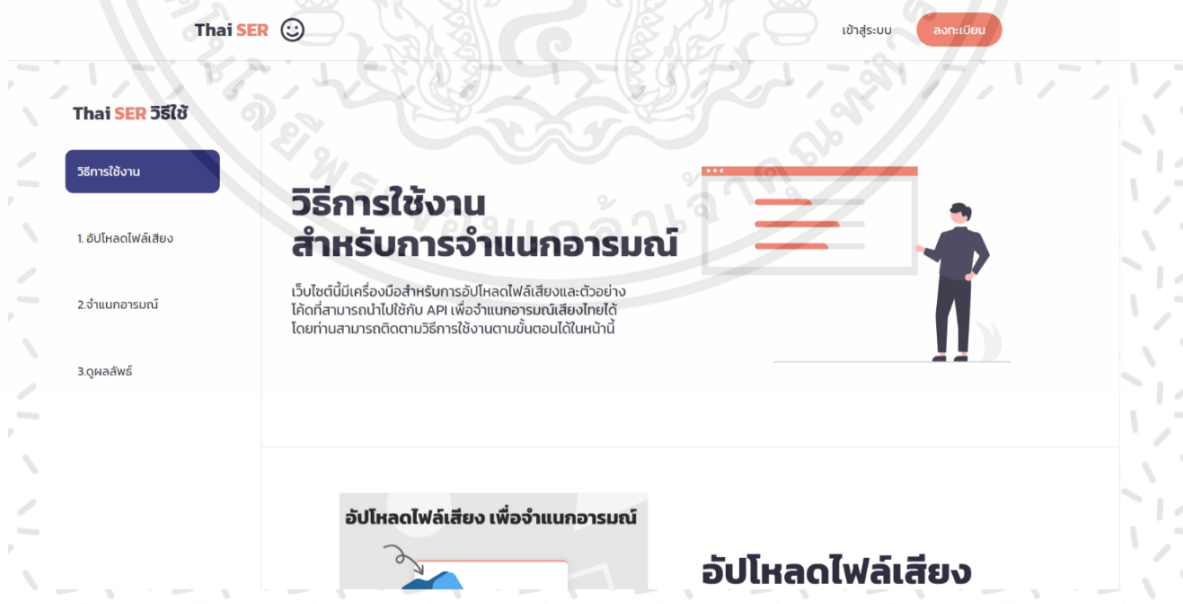 Thai SER
เข้าสู่ระบบ
ลงทะเบียน
Thai SER วิธีใช้
วิธีการใช้งาน
1. อัปโหลดไฟล์เสียง
2.จำแนกอารมณ์
3.ดูผลลัพธ์
วิธีการใช้งาน
สำหรับการจำแนกอารมณ์
เว็บไซต์นี้มีเครื่องมือสำหรับการอัปโหลดไฟล์เสียงและตัวอย่าง
โค้ดที่สามารถนำไปใช้กับ API เพื่อจำแนกอารมณ์เสียงไทยได้
โดยท่านสามารถติดตามวิธีการใช้งานตามขั้นตอนได้ในหน้านี้
อัปโหลดไฟล์เสียง เพื่อจำแนกอารมณ์
อัปโหลดไฟล์เสียง